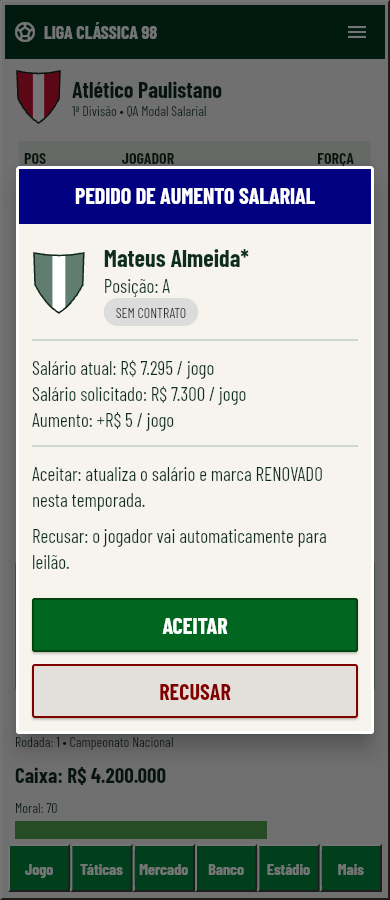 LIGA CLÁSSICA 98
Atlético Paulistano
1ª Divisão • QA Modal Salarial
POS JOGADOR FORÇA
PEDIDO DE AUMENTO SALARIAL
Mateus Almeida*
Posição: A
SEM CONTRATO
Salário atual: R$ 7.295 / jogo
Salário solicitado: R$ 7.300 / jogo
Aumento: +R$ 5 / jogo
Aceitar: atualiza o salário e marca RENOVADO
nesta temporada.
Recusar: o jogador vai automaticamente para
leilão.
ACEITAR
RECUSAR
Rodada: 1 • Campeonato Nacional
Caixa: R$ 4.200.000
Moral: 70
Jogo Táticas Mercado Banco Estádio Mais